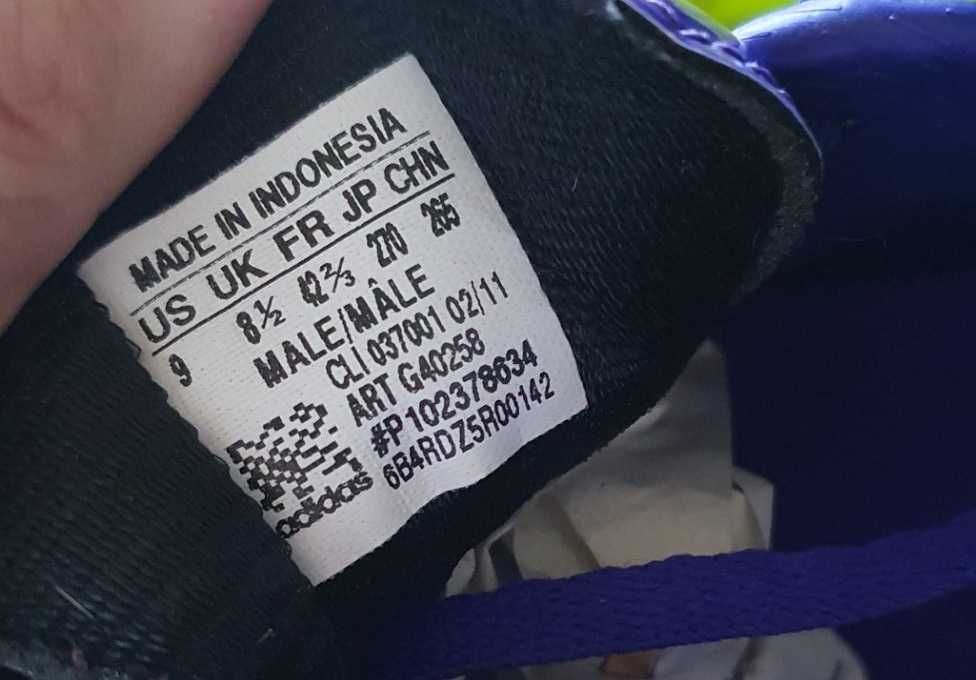 MADE IN INDONESIA
US UK FR JP CHN
9 8½ 42⅔ 270 265
MALE/MÂLE
CLI 037001 02/11
ART G40258
#P102378634
6B4RDZ5R00142
adidas